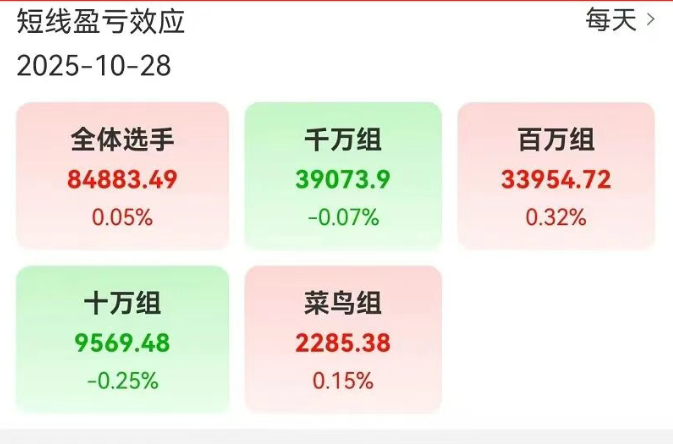 短线盈亏效应
每天 >
2025-10-28
全体选手
84883.49
0.05%
千万组
39073.9
-0.07%
百万组
33954.72
0.32%
十万组
9569.48
-0.25%
菜鸟组
2285.38
0.15%